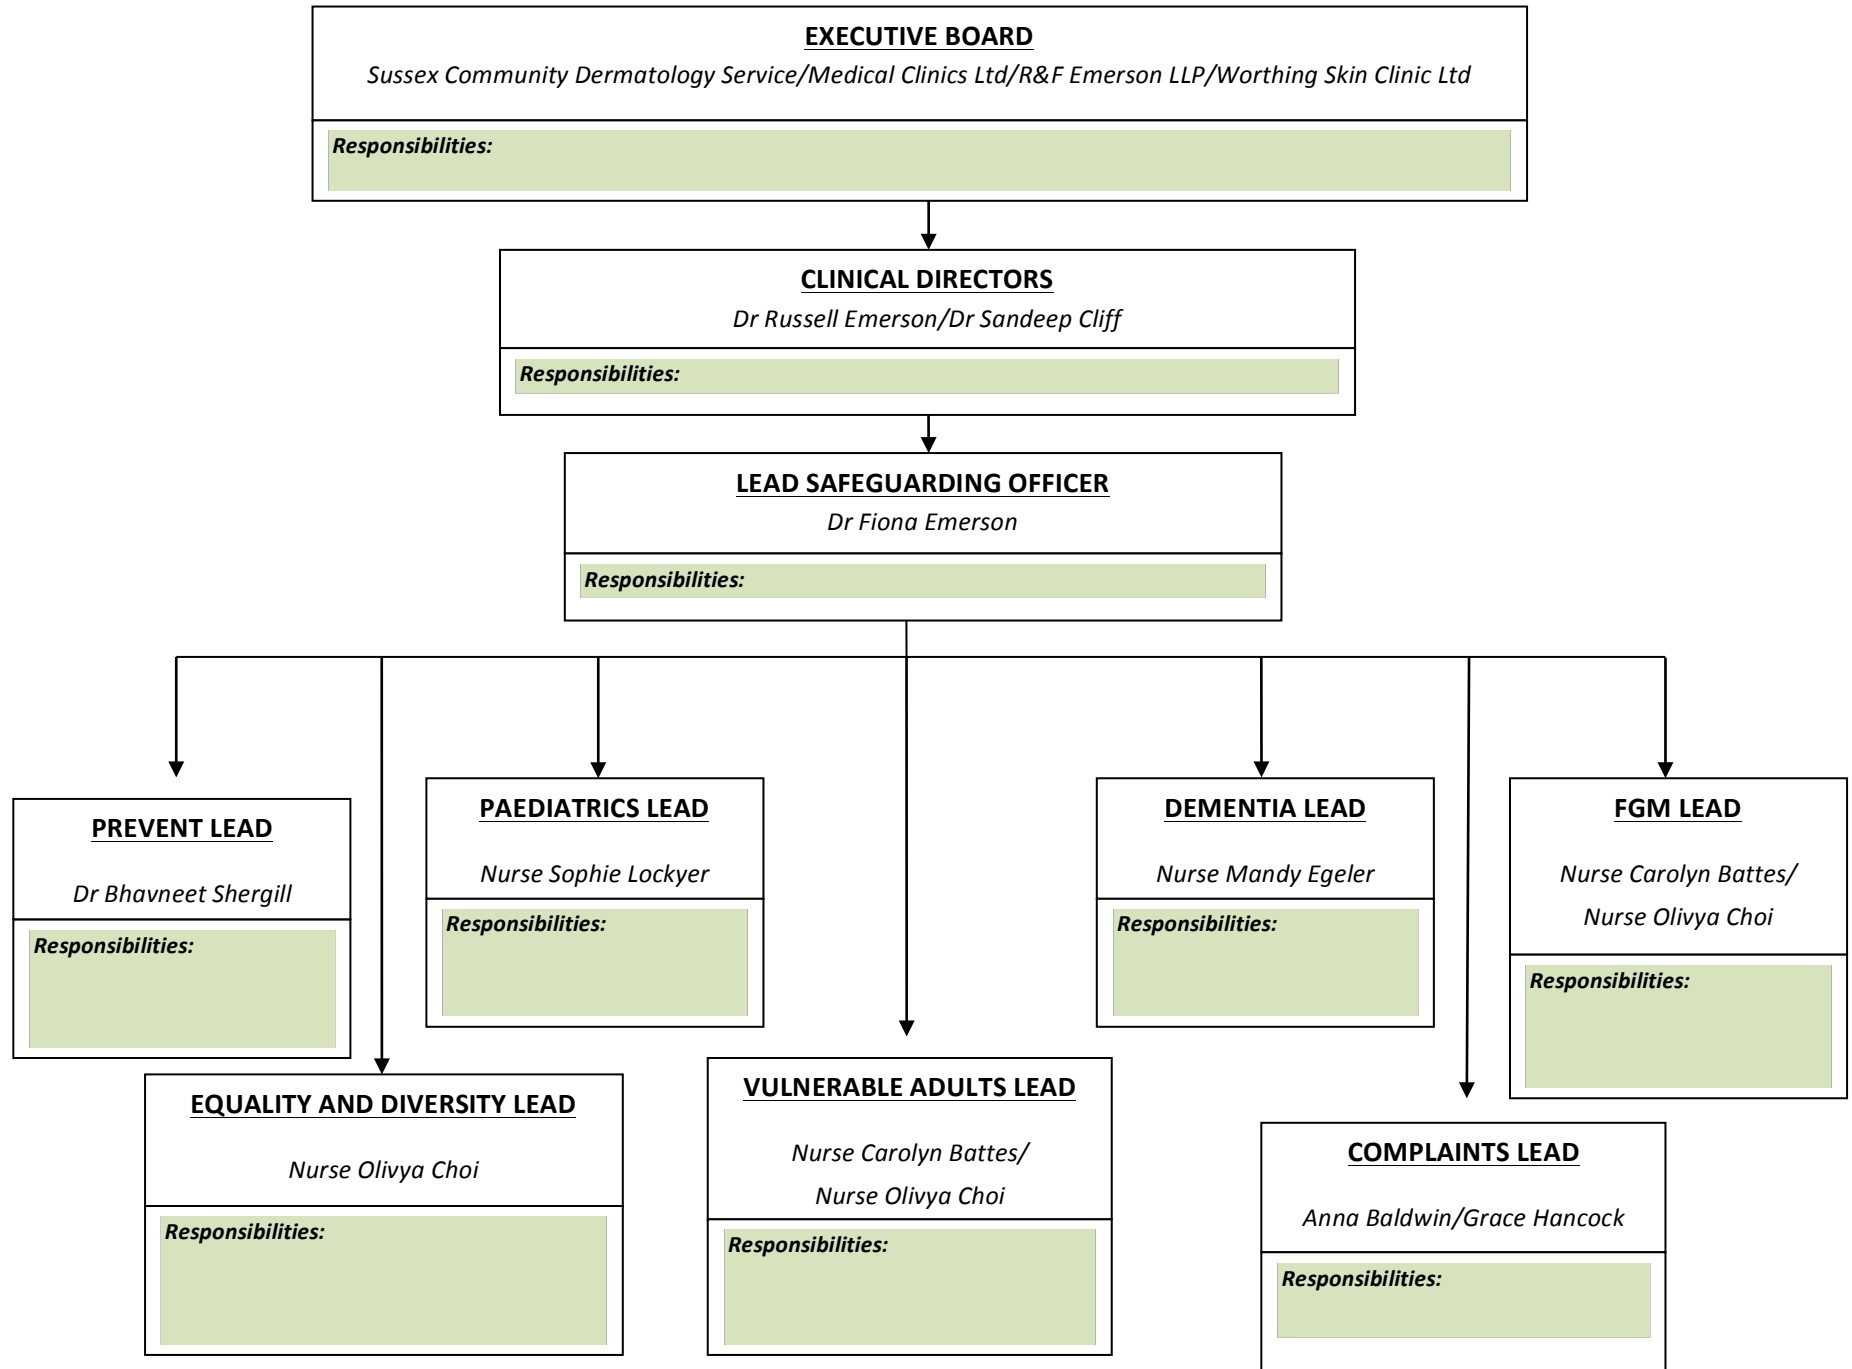 EXECUTIVE BOARD
Sussex Community Dermatology Service/Medical Clinics Ltd/R&F Emerson LLP/Worthing Skin Clinic Ltd
Responsibilities:
CLINICAL DIRECTORS
Dr Russell Emerson/Dr Sandeep Cliff
Responsibilities:
LEAD SAFEGUARDING OFFICER
Dr Fiona Emerson
Responsibilities:
PREVENT LEAD
Dr Bhavneet Shergill
Responsibilities:
PAEDIATRICS LEAD
Nurse Sophie Lockyer
Responsibilities:
DEMENTIA LEAD
Nurse Mandy Egeler
Responsibilities:
FGM LEAD
Nurse Carolyn Battes/
Nurse Olivya Choi
Responsibilities:
EQUALITY AND DIVERSITY LEAD
Nurse Olivya Choi
Responsibilities:
VULNERABLE ADULTS LEAD
Nurse Carolyn Battes/
Nurse Olivya Choi
Responsibilities:
COMPLAINTS LEAD
Anna Baldwin/Grace Hancock
Responsibilities: